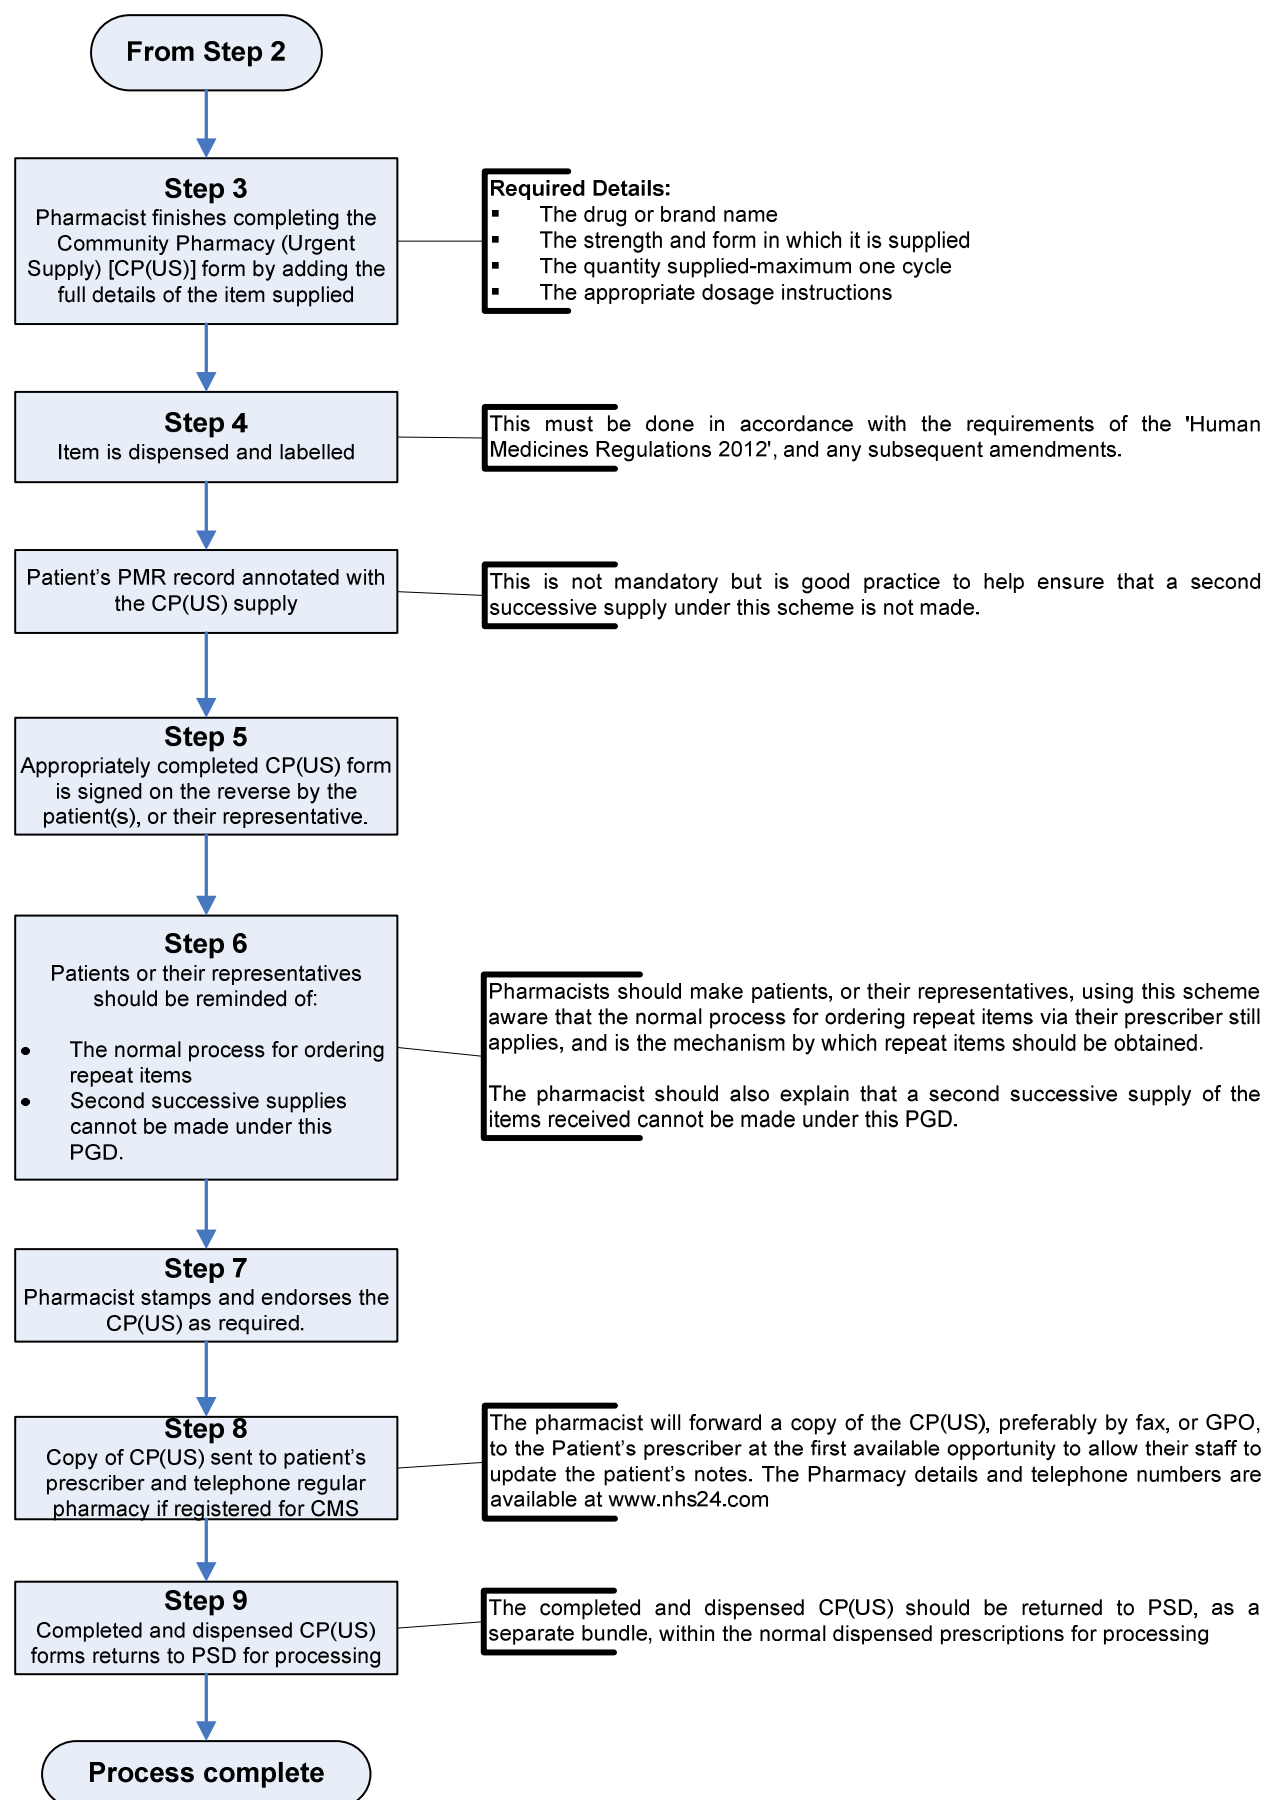 From Step 2
Step 3
Pharmacist finishes completing the
Community Pharmacy (Urgent
Supply) [CP(US)] form by adding the
full details of the item supplied
Required Details:
▪ The drug or brand name
▪ The strength and form in which it is supplied
▪ The quantity supplied-maximum one cycle
▪ The appropriate dosage instructions
Step 4
Item is dispensed and labelled
This must be done in accordance with the requirements of the 'Human
Medicines Regulations 2012', and any subsequent amendments.
Patient's PMR record annotated with
the CP(US) supply
This is not mandatory but is good practice to help ensure that a second
successive supply under this scheme is not made.
Step 5
Appropriately completed CP(US) form
is signed on the reverse by the
patient(s), or their representative.
Step 6
Patients or their representatives
should be reminded of:
• The normal process for ordering
repeat items
• Second successive supplies
cannot be made under this
PGD.
Pharmacists should make patients, or their representatives, using this scheme
aware that the normal process for ordering repeat items via their prescriber still
applies, and is the mechanism by which repeat items should be obtained.
The pharmacist should also explain that a second successive supply of the
items received cannot be made under this PGD.
Step 7
Pharmacist stamps and endorses the
CP(US) as required.
Step 8
Copy of CP(US) sent to patient's
prescriber and telephone regular
pharmacy if registered for CMS
The pharmacist will forward a copy of the CP(US), preferably by fax, or GPO,
to the Patient's prescriber at the first available opportunity to allow their staff to
update the patient's notes. The Pharmacy details and telephone numbers are
available at www.nhs24.com
Step 9
Completed and dispensed CP(US)
forms returns to PSD for processing
The completed and dispensed CP(US) should be returned to PSD, as a
separate bundle, within the normal dispensed prescriptions for processing
Process complete